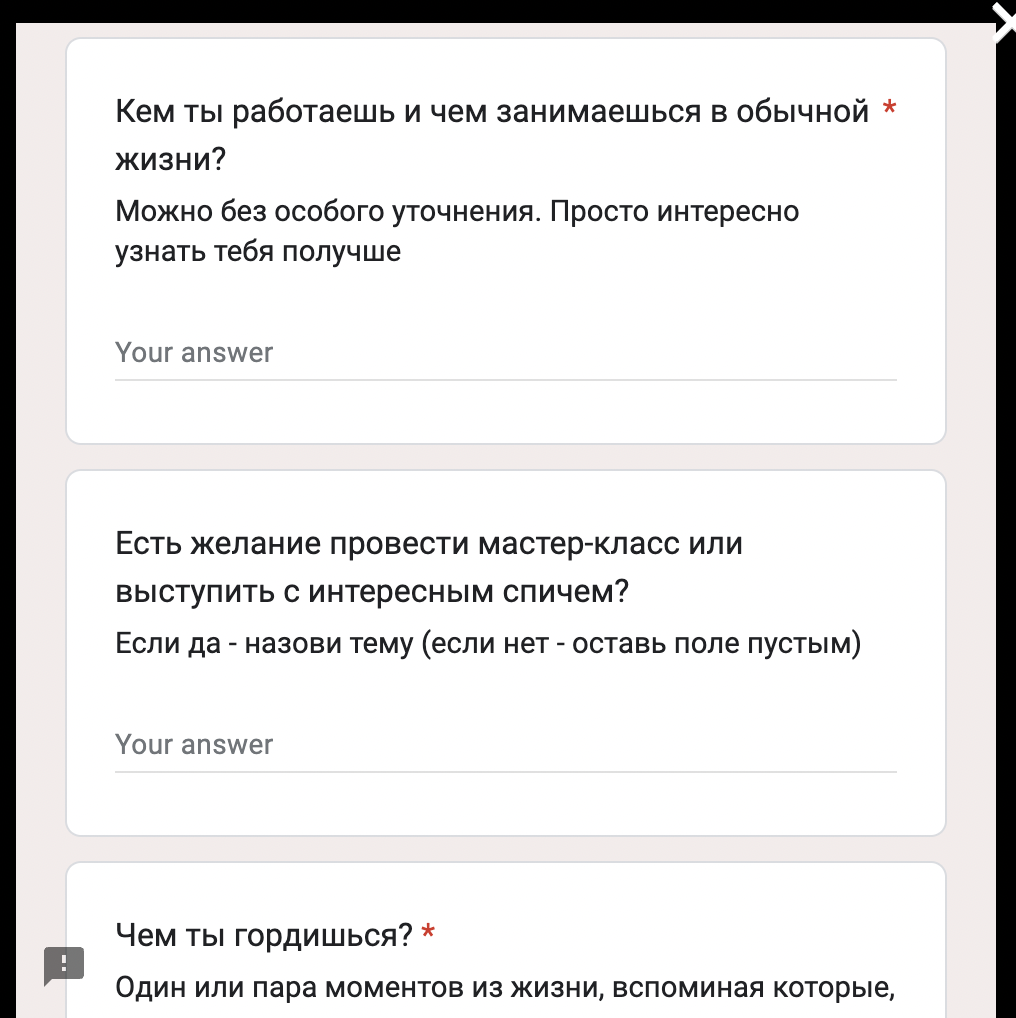 Кем ты работаешь и чем занимаешься в обычной *
жизни?
Можно без особого уточнения. Просто интересно
узнать тебя получше
Your answer
Есть желание провести мастер-класс или
выступить с интересным спичем?
Если да - назови тему (если нет - оставь поле пустым)
Your answer
Чем ты гордишься? *
Один или пара моментов из жизни, вспоминая которые,